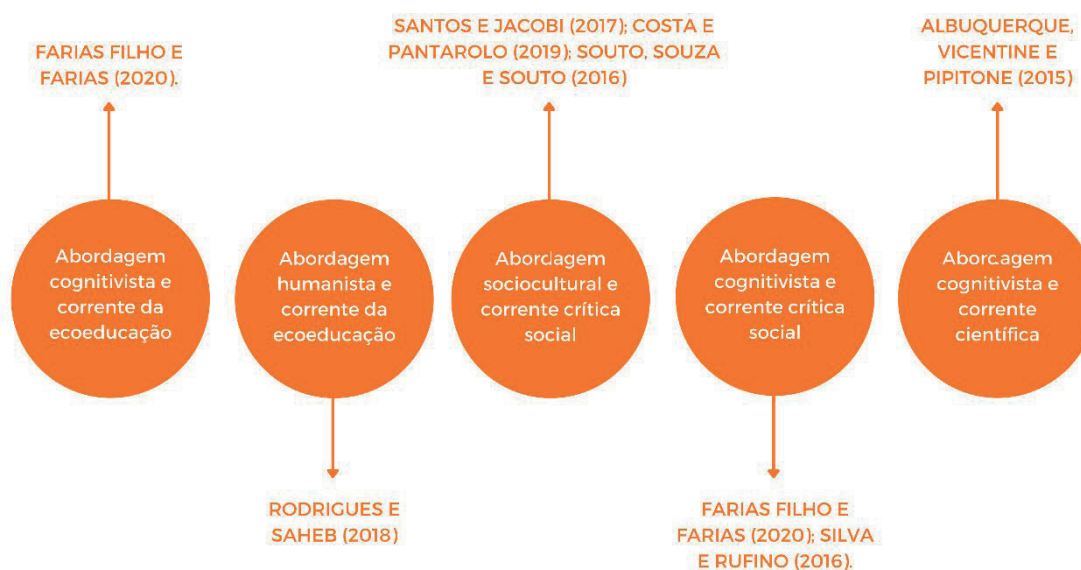 FARIAS FILHO E
FARIAS (2020).
SANTOS E JACOBI (2017); COSTA E
PANTAROLO (2019); SOUTO, SOUZA
E SOUTO (2016)
ALBUQUERQUE,
VICENTINE E
PIPITONE (2015)
Abordagem
cognitivista e
corrente da
ecoeducação
Abordagem
humanista e
corrente da
ecoeducação
Abordagem
sociocultural e
corrente crítica
social
Abordagem
cognitivista e
corrente crítica
social
Abordagem
cognitivista e
corrente
científica
RODRIGUES E
SAHEB (2018)
FARIAS FILHO E
FARIAS (2020); SILVA
E RUFINO (2016).